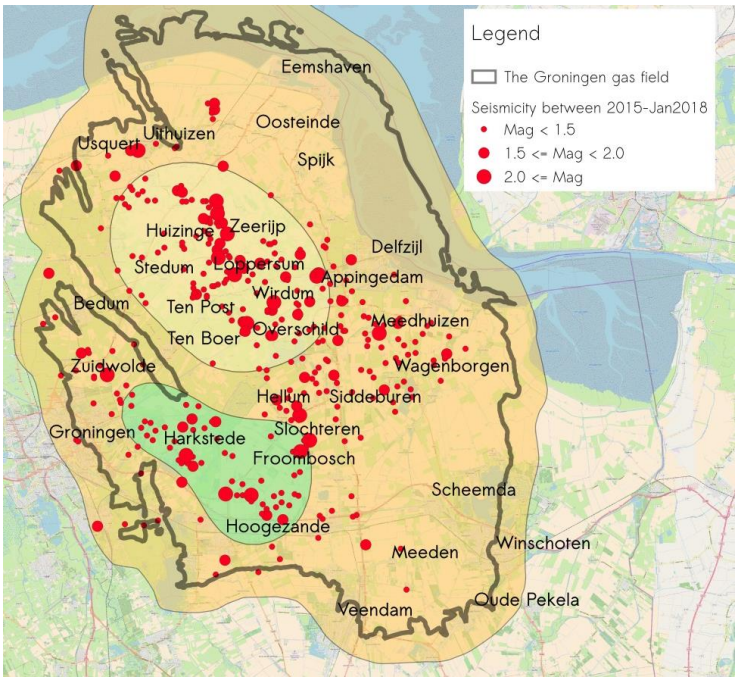 Legend
The Groningen gas field
Seismicity between 2015-Jan2018
Mag < 1.5
1.5 <= Mag < 2.0
2.0 <= Mag
Eemshaven
Oosteinde
Uithuizen
Usquert
Spijk
Huizinge
Zeerijp
Delfzijl
Stedum
Loppersum
Appingedam
Wirdum
Bedum
Ten Post
Meedhuizen
Overschild
Ten Boer
Zuidwolde
Wagenborgen
Hellum
Siddeburen
Slochteren
Groningen
Harkstede
Froombosch
Scheemda
Hoogezande
Winschoten
Meeden
Oude Pekela
Veendam